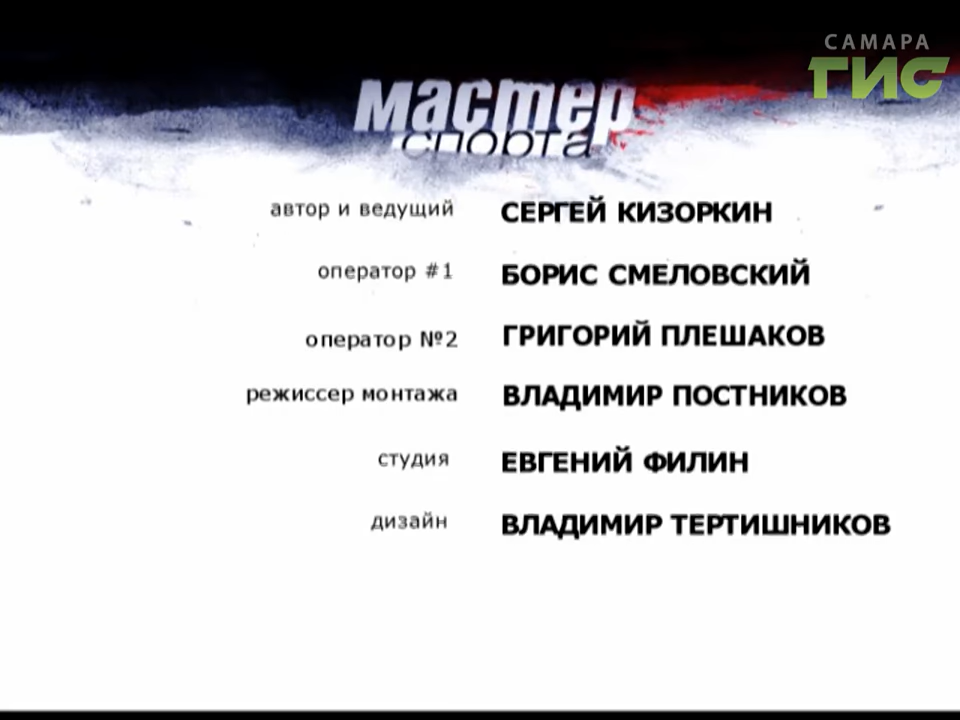 САМАРА
ГИС
мастер
спорта
автор и ведущий СЕРГЕЙ КИЗОРКИН
оператор #1 БОРИС СМЕЛОВСКИЙ
оператор №2 ГРИГОРИЙ ПЛЕШАКОВ
режиссер монтажа ВЛАДИМИР ПОСТНИКОВ
студия ЕВГЕНИЙ ФИЛИН
дизайн ВЛАДИМИР ТЕРТИШНИКОВ